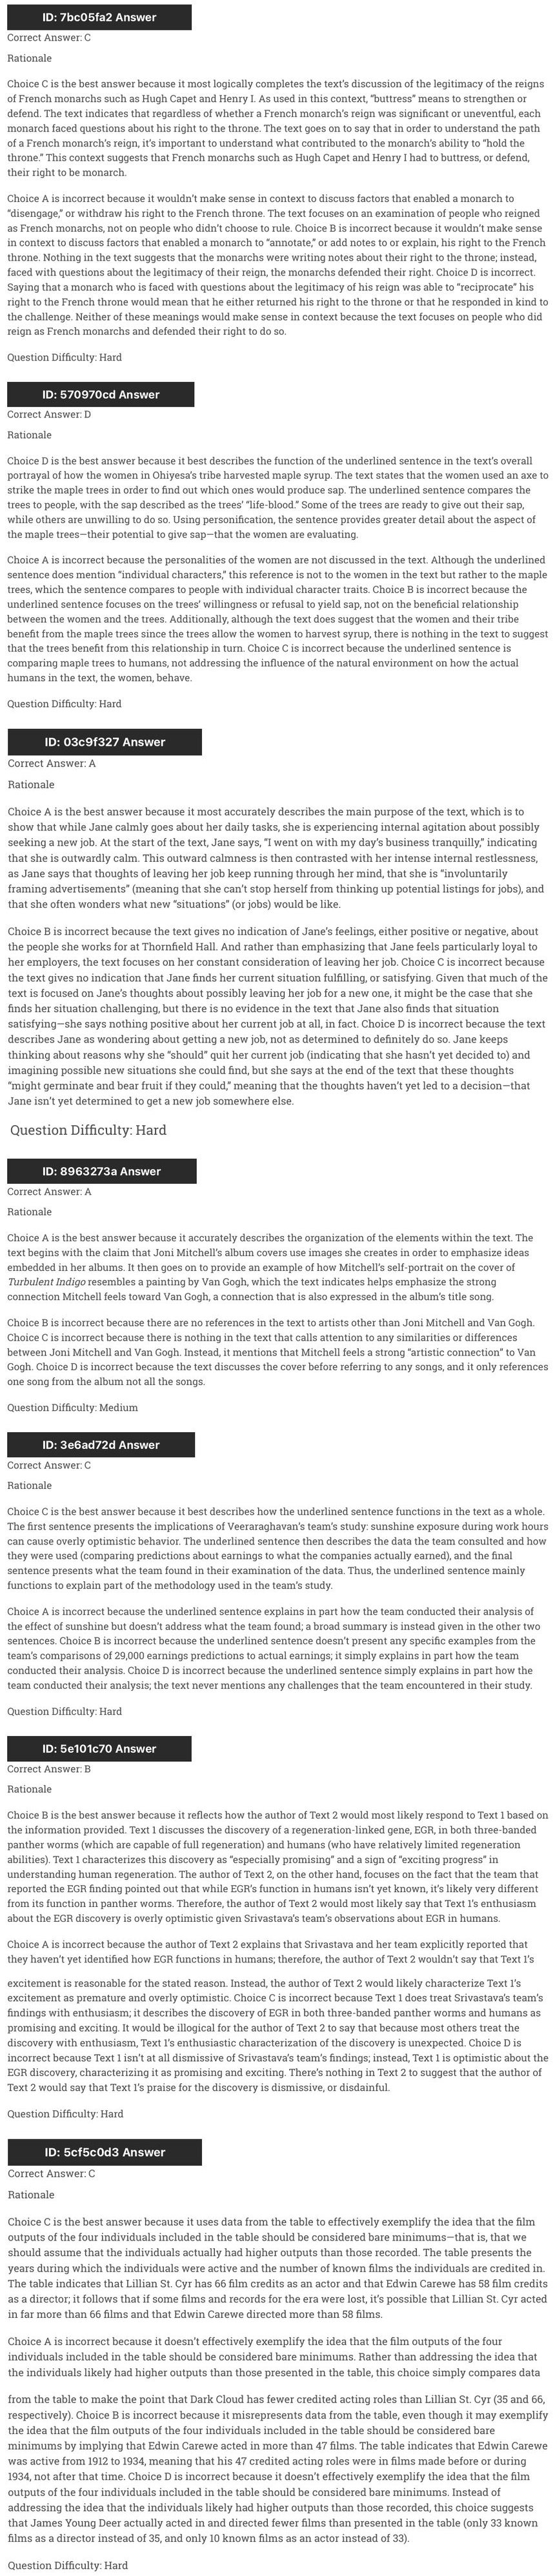 ID: 7bc05fa2 Answer
Correct Answer: C
Rationale
Choice C is the best answer because it most logically completes the text’s discussion of the legitimacy of the reigns
of French monarchs such as Hugh Capet and Henry I. As used in this context, “buttress” means to strengthen or
defend. The text indicates that regardless of whether a French monarch’s reign was significant or uneventful, each
monarch faced questions about his right to the throne. The text goes on to say that in order to understand the path
of a French monarch’s reign, it’s important to understand what contributed to the monarch’s ability to “hold the
throne.” This context suggests that French monarchs such as Hugh Capet and Henry I had to buttress, or defend,
their right to be monarch.
Choice A is incorrect because it wouldn’t make sense in context to discuss factors that enabled a monarch to
“disengage,” or withdraw his right to the French throne. The text focuses on an examination of people who reigned
as French monarchs, not on people who didn’t choose to rule. Choice B is incorrect because it wouldn’t make sense
in context to discuss factors that enabled a monarch to “annotate,” or add notes to or explain, his right to the French
throne. Nothing in the text suggests that the monarchs were writing notes about their right to the throne; instead,
faced with questions about the legitimacy of their reign, the monarchs defended their right. Choice D is incorrect.
Saying that a monarch who is faced with questions about the legitimacy of his reign was able to “reciprocate” his
right to the French throne would mean that he either returned his right to the throne or that he responded in kind to
the challenge. Neither of these meanings would make sense in context because the text focuses on people who did
reign as French monarchs and defended their right to do so.
Question Difficulty: Hard
ID: 570970cd Answer
Correct Answer: D
Rationale
Choice D is the best answer because it best describes the function of the underlined sentence in the text’s overall
portrayal of how the women in Ohiyesa’s tribe harvested maple syrup. The text states that the women used an axe to
strike the maple trees in order to find out which ones would produce sap. The underlined sentence compares the
trees to people, with the sap described as the trees’ “life-blood.” Some of the trees are ready to give out their sap,
while others are unwilling to do so. Using personification, the sentence provides greater detail about the aspect of
the maple trees—their potential to give sap—that the women are evaluating.
Choice A is incorrect because the personalities of the women are not discussed in the text. Although the underlined
sentence does mention “individual characters,” this reference is not to the women in the text but rather to the maple
trees, which the sentence compares to people with individual character traits. Choice B is incorrect because the
underlined sentence focuses on the trees’ willingness or refusal to yield sap, not on the beneficial relationship
between the women and the trees. Additionally, although the text does suggest that the women and their tribe
benefit from the maple trees since the trees allow the women to harvest syrup, there is nothing in the text to suggest
that the trees benefit from this relationship in turn. Choice C is incorrect because the underlined sentence is
comparing maple trees to humans, not addressing the influence of the natural environment on how the actual
humans in the text, the women, behave.
Question Difficulty: Hard
ID: 03c9f327 Answer
Correct Answer: A
Rationale
Choice A is the best answer because it most accurately describes the main purpose of the text, which is to
show that while Jane calmly goes about her daily tasks, she is experiencing internal agitation about possibly
seeking a new job. At the start of the text, Jane says, “I went on with my day’s business tranquilly,” indicating
that she is outwardly calm. This outward calmness is then contrasted with her intense internal restlessness,
as Jane says that thoughts of leaving her job keep running through her mind, that she is “involuntarily
framing advertisements” (meaning that she can’t stop herself from thinking up potential listings for jobs), and
that she often wonders what new “situations” (or jobs) would be like.
Choice B is incorrect because the text gives no indication of Jane’s feelings, either positive or negative, about
the people she works for at Thornfield Hall. And rather than emphasizing that Jane feels particularly loyal to
her employers, the text focuses on her constant consideration of leaving her job. Choice C is incorrect because
the text gives no indication that Jane finds her current situation fulfilling, or satisfying. Given that much of the
text is focused on Jane’s thoughts about possibly leaving her job for a new one, it might be the case that she
finds her situation challenging, but there is no evidence in the text that Jane also finds that situation
satisfying—she says nothing positive about her current job at all, in fact. Choice D is incorrect because the text
describes Jane as wondering about getting a new job, not as determined to definitely do so. Jane keeps
thinking about reasons why she “should” quit her current job (indicating that she hasn’t yet decided to) and
imagining possible new situations she could find, but she says at the end of the text that these thoughts
“might germinate and bear fruit if they could,” meaning that the thoughts haven’t yet led to a decision—that
Jane isn’t yet determined to get a new job somewhere else.
Question Difficulty: Hard
ID: 8963273a Answer
Correct Answer: A
Rationale
Choice A is the best answer because it accurately describes the organization of the elements within the text. The
text begins with the claim that Joni Mitchell’s album covers use images she creates in order to emphasize ideas
embedded in her albums. It then goes on to provide an example of how Mitchell’s self-portrait on the cover of
Turbulent Indigo resembles a painting by Van Gogh, which the text indicates helps emphasize the strong
connection Mitchell feels toward Van Gogh, a connection that is also expressed in the album’s title song.
Choice B is incorrect because there are no references in the text to artists other than Joni Mitchell and Van Gogh.
Choice C is incorrect because there is nothing in the text that calls attention to any similarities or differences
between Joni Mitchell and Van Gogh. Instead, it mentions that Mitchell feels a strong “artistic connection” to Van
Gogh. Choice D is incorrect because the text discusses the cover before referring to any songs, and it only references
one song from the album not all the songs.
Question Difficulty: Medium
ID: 3e6ad72d Answer
Correct Answer: C
Rationale
Choice C is the best answer because it best describes how the underlined sentence functions in the text as a whole.
The first sentence presents the implications of Veeraraghavan’s team’s study: sunshine exposure during work hours
can cause overly optimistic behavior. The underlined sentence then describes the data the team consulted and how
they were used (comparing predictions about earnings to what the companies actually earned), and the final
sentence presents what the team found in their examination of the data. Thus, the underlined sentence mainly
functions to explain part of the methodology used in the team’s study.
Choice A is incorrect because the underlined sentence explains in part how the team conducted their analysis of
the effect of sunshine but doesn’t address what the team found; a broad summary is instead given in the other two
sentences. Choice B is incorrect because the underlined sentence doesn’t present any specific examples from the
team’s comparisons of 29,000 earnings predictions to actual earnings; it simply explains in part how the team
conducted their analysis. Choice D is incorrect because the underlined sentence simply explains in part how the
team conducted their analysis; the text never mentions any challenges that the team encountered in their study.
Question Difficulty: Hard
ID: 5e101c70 Answer
Correct Answer: B
Rationale
Choice B is the best answer because it reflects how the author of Text 2 would most likely respond to Text 1 based on
the information provided. Text 1 discusses the discovery of a regeneration-linked gene, EGR, in both three-banded
panther worms (which are capable of full regeneration) and humans (who have relatively limited regeneration
abilities). Text 1 characterizes this discovery as “especially promising” and a sign of “exciting progress” in
understanding human regeneration. The author of Text 2, on the other hand, focuses on the fact that the team that
reported the EGR finding pointed out that while EGR’s function in humans isn’t yet known, it’s likely very different
from its function in panther worms. Therefore, the author of Text 2 would most likely say that Text 1’s enthusiasm
about the EGR discovery is overly optimistic given Srivastava’s team’s observations about EGR in humans.
Choice A is incorrect because the author of Text 2 explains that Srivastava and her team explicitly reported that
they haven’t yet identified how EGR functions in humans; therefore, the author of Text 2 wouldn’t say that Text 1’s
excitement is reasonable for the stated reason. Instead, the author of Text 2 would likely characterize Text 1’s
excitement as premature and overly optimistic. Choice C is incorrect because Text 1 does treat Srivastava’s team’s
findings with enthusiasm; it describes the discovery of EGR in both three-banded panther worms and humans as
promising and exciting. It would be illogical for the author of Text 2 to say that because most others treat the
discovery with enthusiasm, Text 1’s enthusiastic characterization of the discovery is unexpected. Choice D is
incorrect because Text 1 isn’t at all dismissive of Srivastava’s team’s findings; instead, Text 1 is optimistic about the
EGR discovery, characterizing it as promising and exciting. There’s nothing in Text 2 to suggest that the author of
Text 2 would say that Text 1’s praise for the discovery is dismissive, or disdainful.
Question Difficulty: Hard
ID: 5cf5c0d3 Answer
Correct Answer: C
Rationale
Choice C is the best answer because it uses data from the table to effectively exemplify the idea that the film
outputs of the four individuals included in the table should be considered bare minimums—that is, that we
should assume that the individuals actually had higher outputs than those recorded. The table presents the
years during which the individuals were active and the number of known films the individuals are credited in.
The table indicates that Lillian St. Cyr has 66 film credits as an actor and that Edwin Carewe has 58 film credits
as a director; it follows that if some films and records for the era were lost, it’s possible that Lillian St. Cyr acted
in far more than 66 films and that Edwin Carewe directed more than 58 films.
Choice A is incorrect because it doesn’t effectively exemplify the idea that the film outputs of the four
individuals included in the table should be considered bare minimums. Rather than addressing the idea that
the individuals likely had higher outputs than those presented in the table, this choice simply compares data
from the table to make the point that Dark Cloud has fewer credited acting roles than Lillian St. Cyr (35 and 66,
respectively). Choice B is incorrect because it misrepresents data from the table, even though it may exemplify
the idea that the film outputs of the four individuals included in the table should be considered bare
minimums by implying that Edwin Carewe acted in more than 47 films. The table indicates that Edwin Carewe
was active from 1912 to 1934, meaning that his 47 credited acting roles were in films made before or during
1934, not after that time. Choice D is incorrect because it doesn’t effectively exemplify the idea that the film
outputs of the four individuals included in the table should be considered bare minimums. Instead of
addressing the idea that the individuals likely had higher outputs than those recorded, this choice suggests
that James Young Deer actually acted in and directed fewer films than presented in the table (only 33 known
films as a director instead of 35, and only 10 known films as an actor instead of 33).
Question Difficulty: Hard